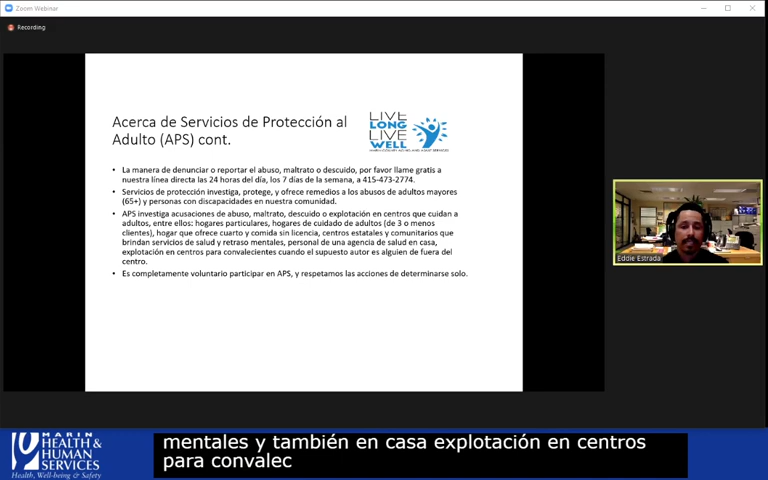 Zoom Webinar
Recording
Acerca de Servicios de Protección al
Adulto (APS) cont.
LIVE
LONG
LIVE
WELL
• La manera de denunciar o reportar el abuso, maltrato o descuido, por favor llame gratis a
nuestra línea directa las 24 horas del día, los 7 días de la semana, a 415-473-2774.
• Servicios de protección investiga, protege, y ofrece remedios a los abusos de adultos mayores
(65+) y personas con discapacidades en nuestra comunidad.
• APS investiga acusaciones de abuso, maltrato, descuido o explotación en centros que cuidan a
adultos, entre ellos: hogares particulares, hogares de cuidado de adultos (de 3 o menos
clientes), hogar que ofrece cuarto y comida sin licencia, centros estatales y comunitarios que
brindan servicios de salud y retraso mentales, personal de una agencia de salud en casa,
explotación en centros para convalecientes cuando el supuesto autor es alguien de fuera del
centro.
• Es completamente voluntario participar en APS, y respetamos las acciones de determinarse solo.
Eddie Estrada
MARIN
HEALTH &
HUMAN
SERVICES
Health, Well-being & Safety
mentales y también en casa explotación en centros
para convalec